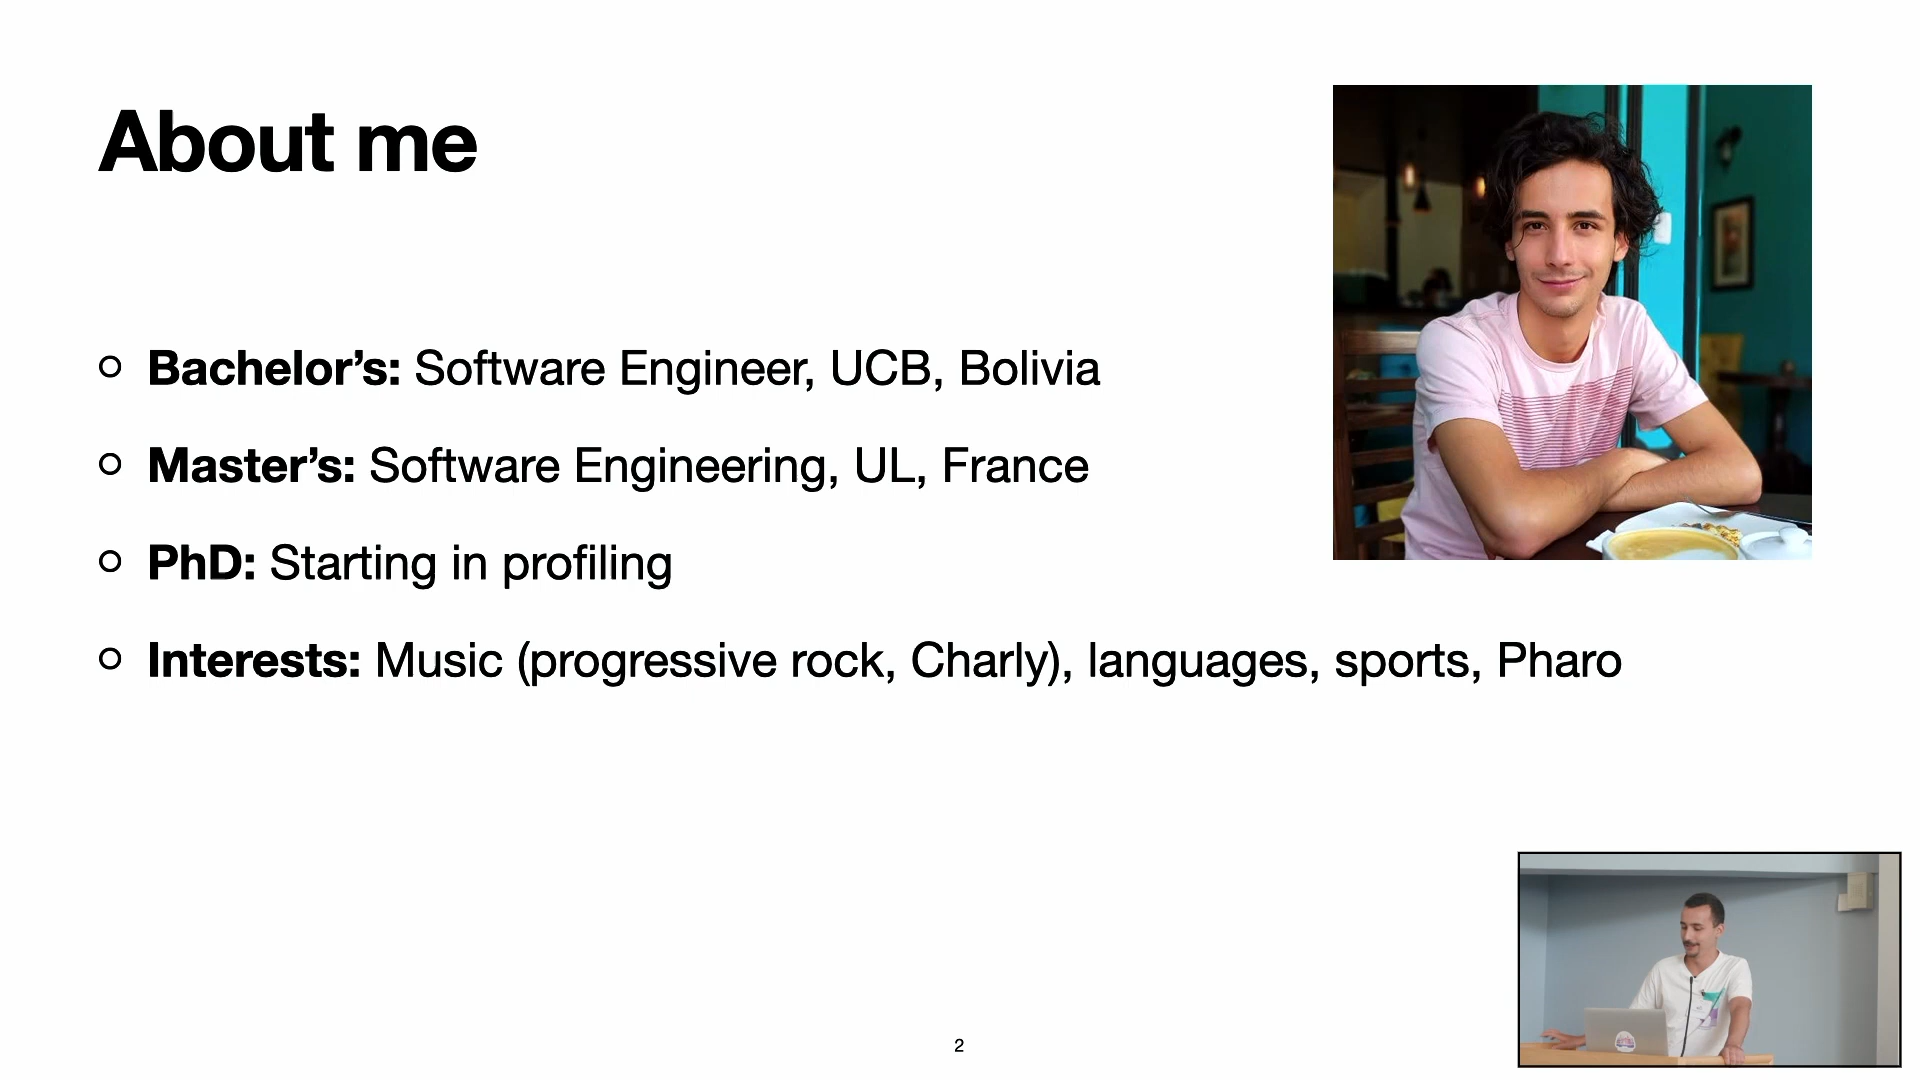 About me
Bachelor’s: Software Engineer, UCB, Bolivia
Master’s: Software Engineering, UL, France
PhD: Starting in profiling
Interests: Music (progressive rock, Charly), languages, sports, Pharo
2